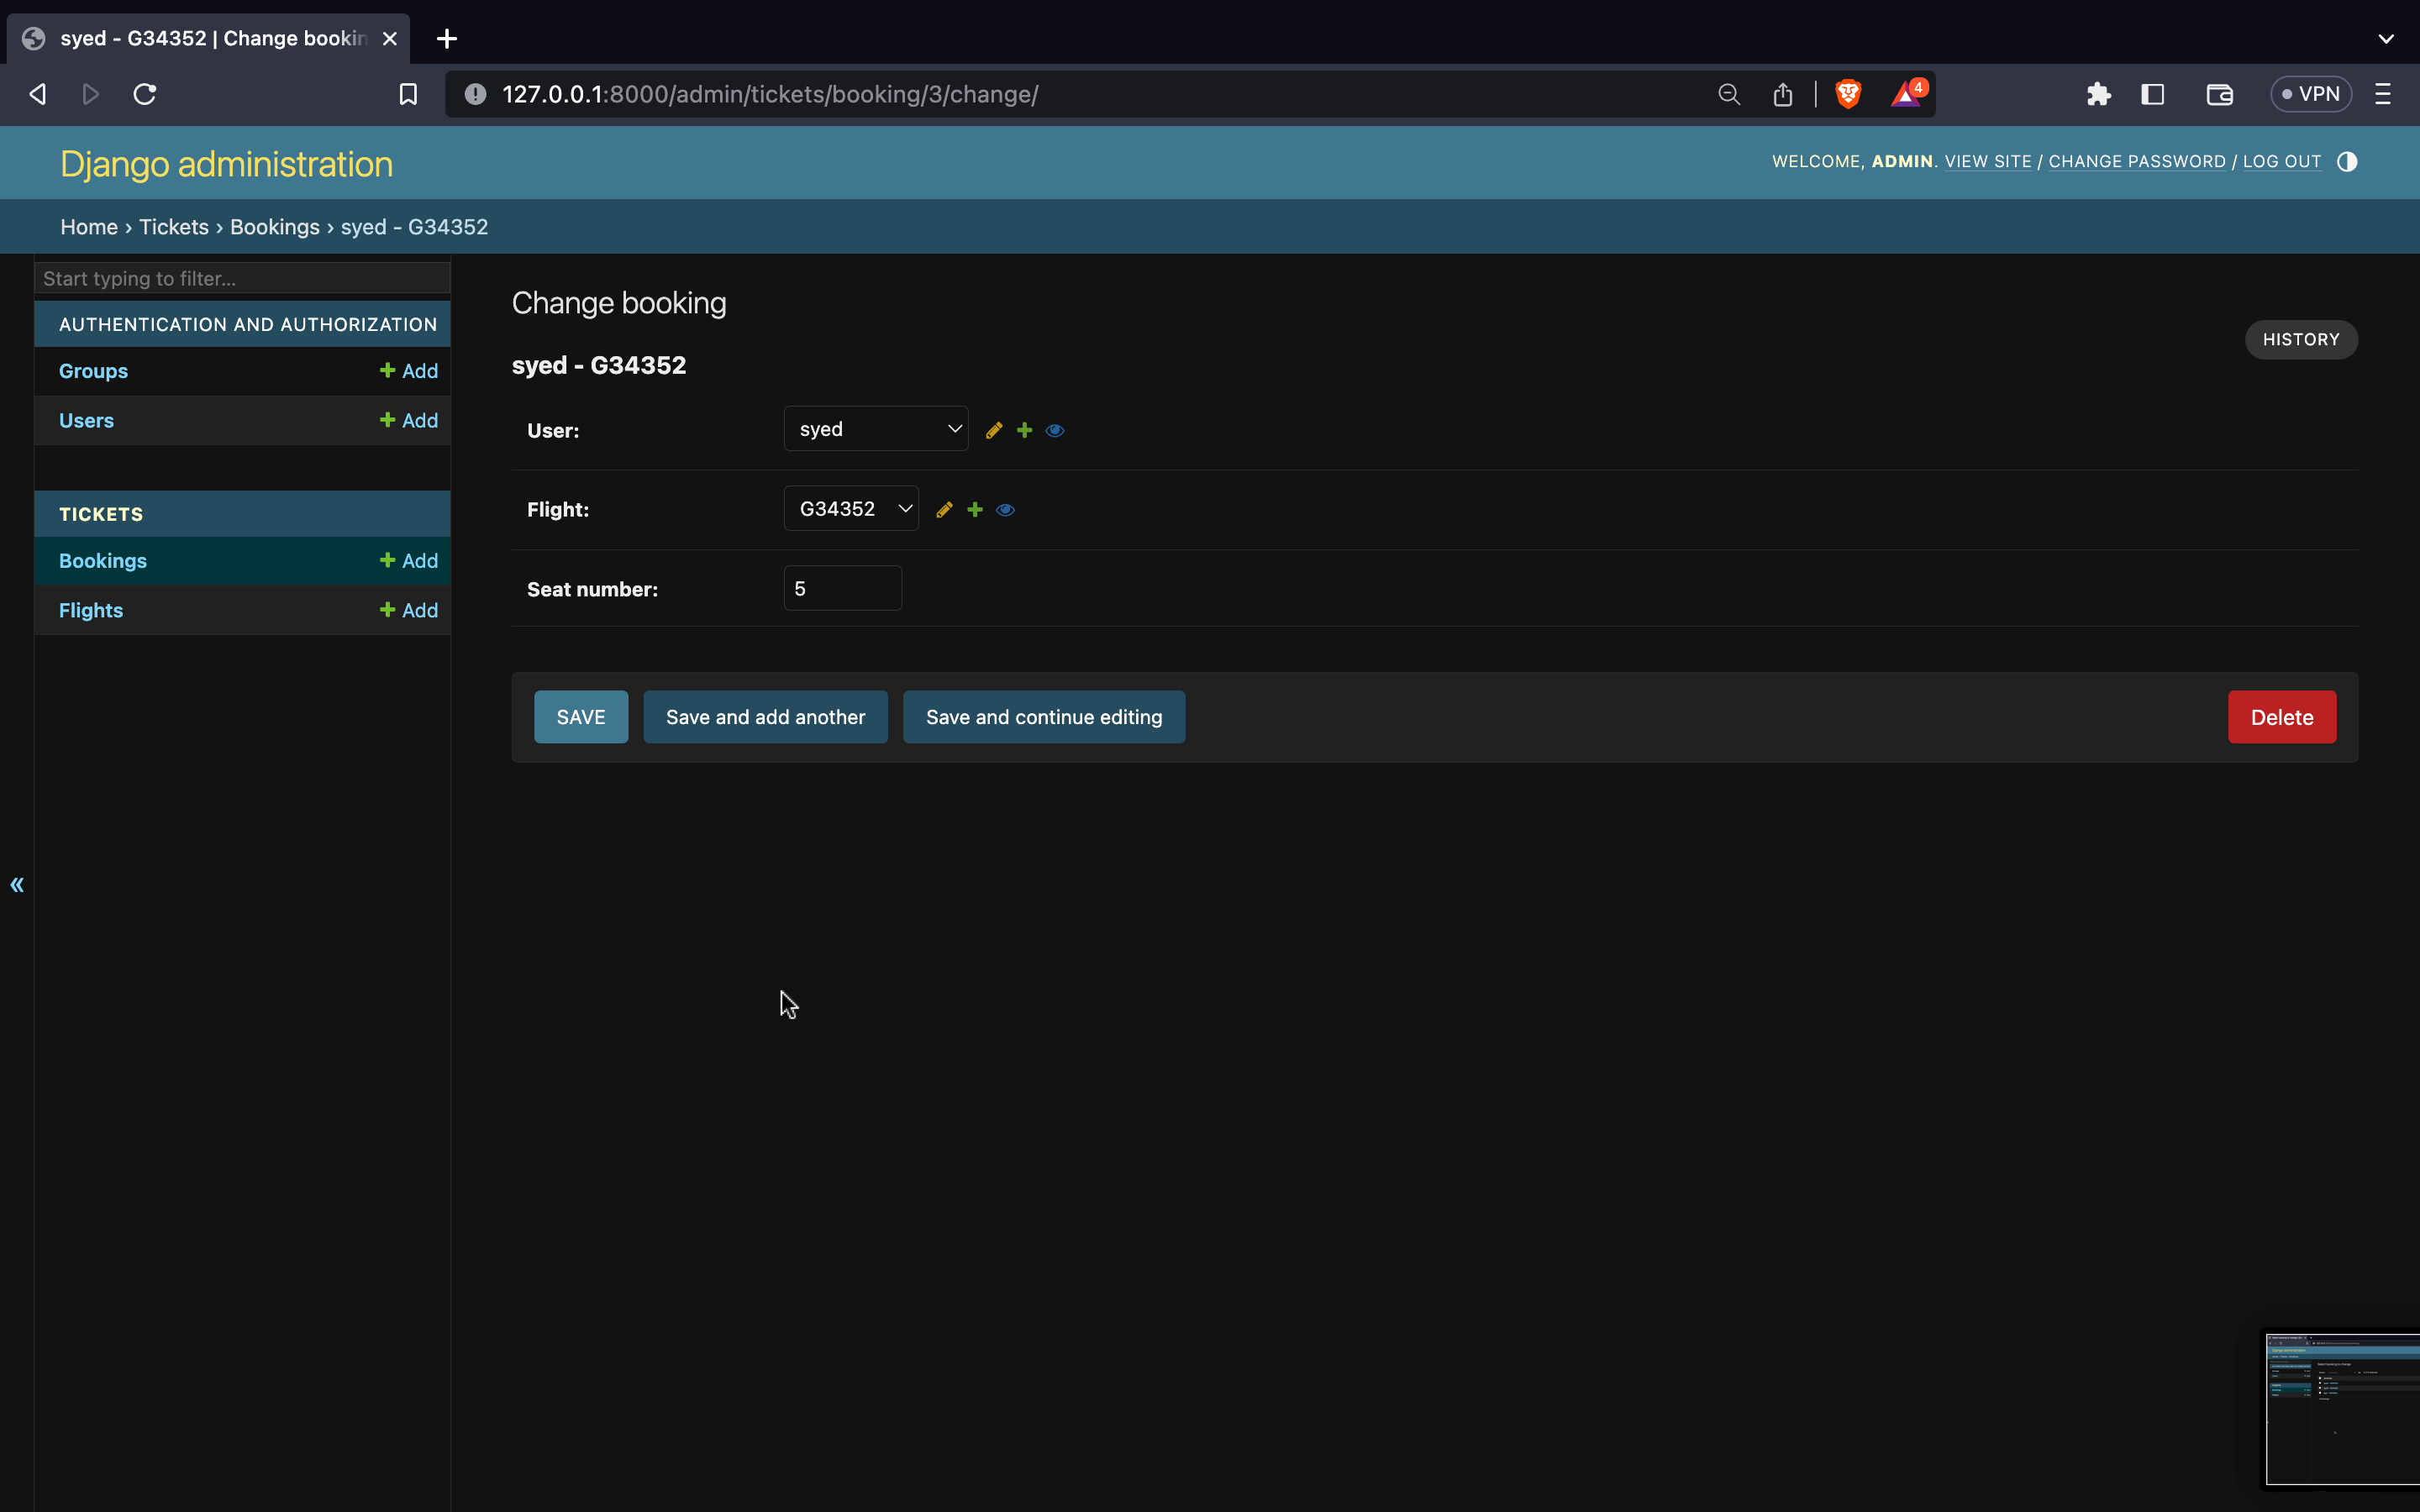 syed - G34352 | Change bookin
127.0.0.1:8000/admin/tickets/booking/3/change/
4
VPN
Django administration
WELCOME, ADMIN. VIEW SITE / CHANGE PASSWORD / LOG OUT
Home › Tickets › Bookings › syed - G34352
Start typing to filter...
AUTHENTICATION AND AUTHORIZATION
Groups
Add
Users
Add
TICKETS
Bookings
Add
Flights
Add
«
Change booking
HISTORY
syed - G34352
User:
syed
Flight:
G34352
Seat number:
5
SAVE
Save and add another
Save and continue editing
Delete